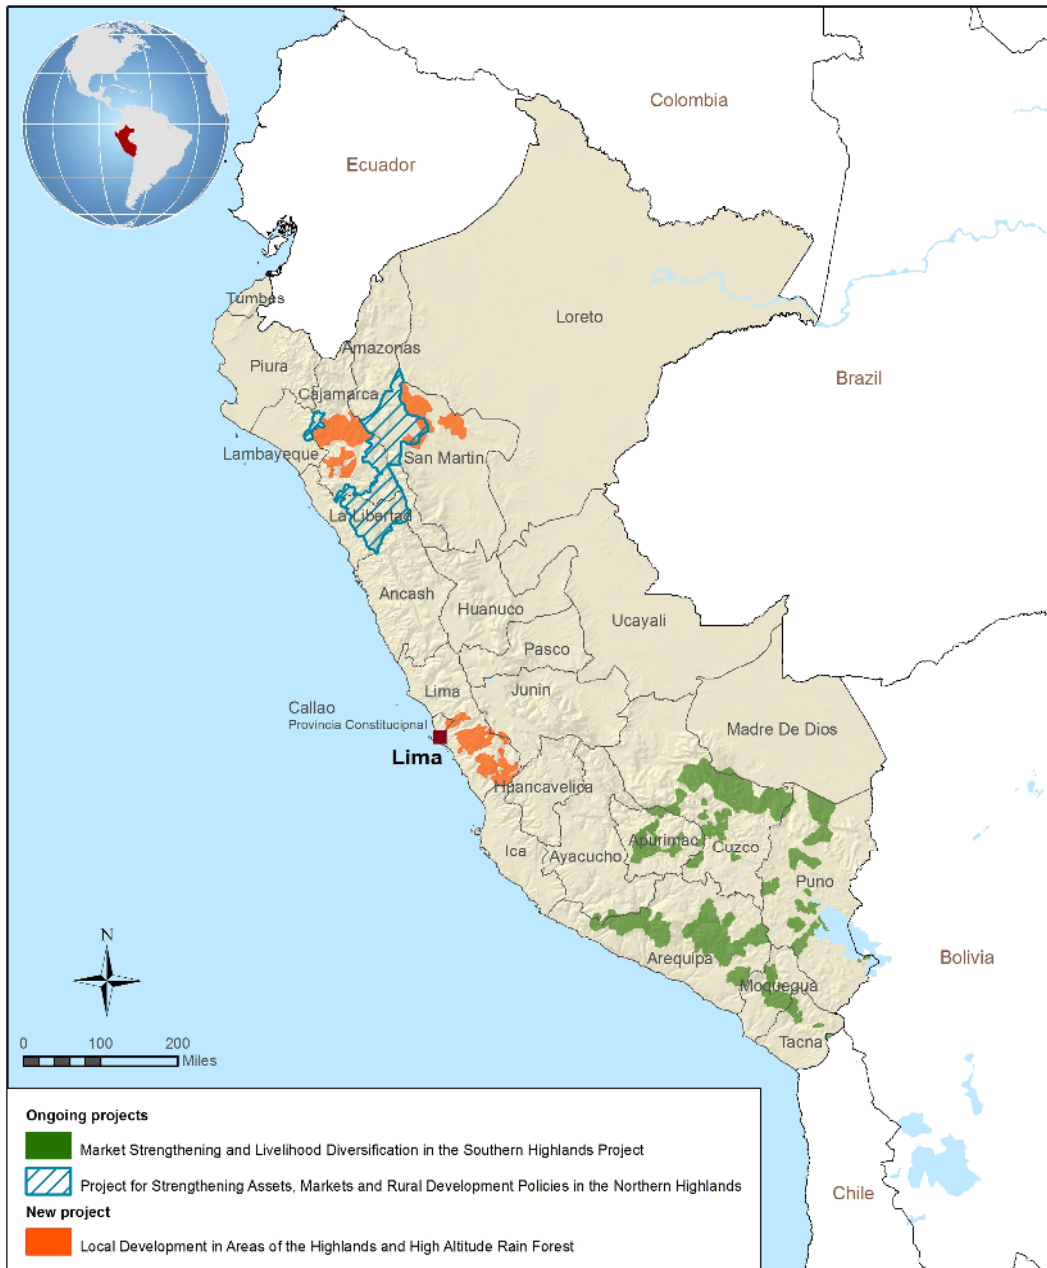 Colombia
Ecuador
Tumbes
Loreto
Amazonas
Piura
Brazil
Cajamarca
Lambayeque
San Martin
La Libertad
Ancash
Huanuco
Ucayali
Pasco
Lima
Junin
Callao
Provincia Constitucipnal
Madre De Dios
Lima
Huancavelica
Apurimac
Cuzco
Ica
Ayacucho
Puno
N
Arequipa
Bolivia
Moquegua
0 100 200
Miles
Tacna
Ongoing projects
Market Strengthening and Livelihood Diversification in the Southern Highlands Project
Project for Strengthening Assets, Markets and Rural Development Policies in the Northern Highlands
New project
Chile
Local Development in Areas of the Highlands and High Altitude Rain Forest